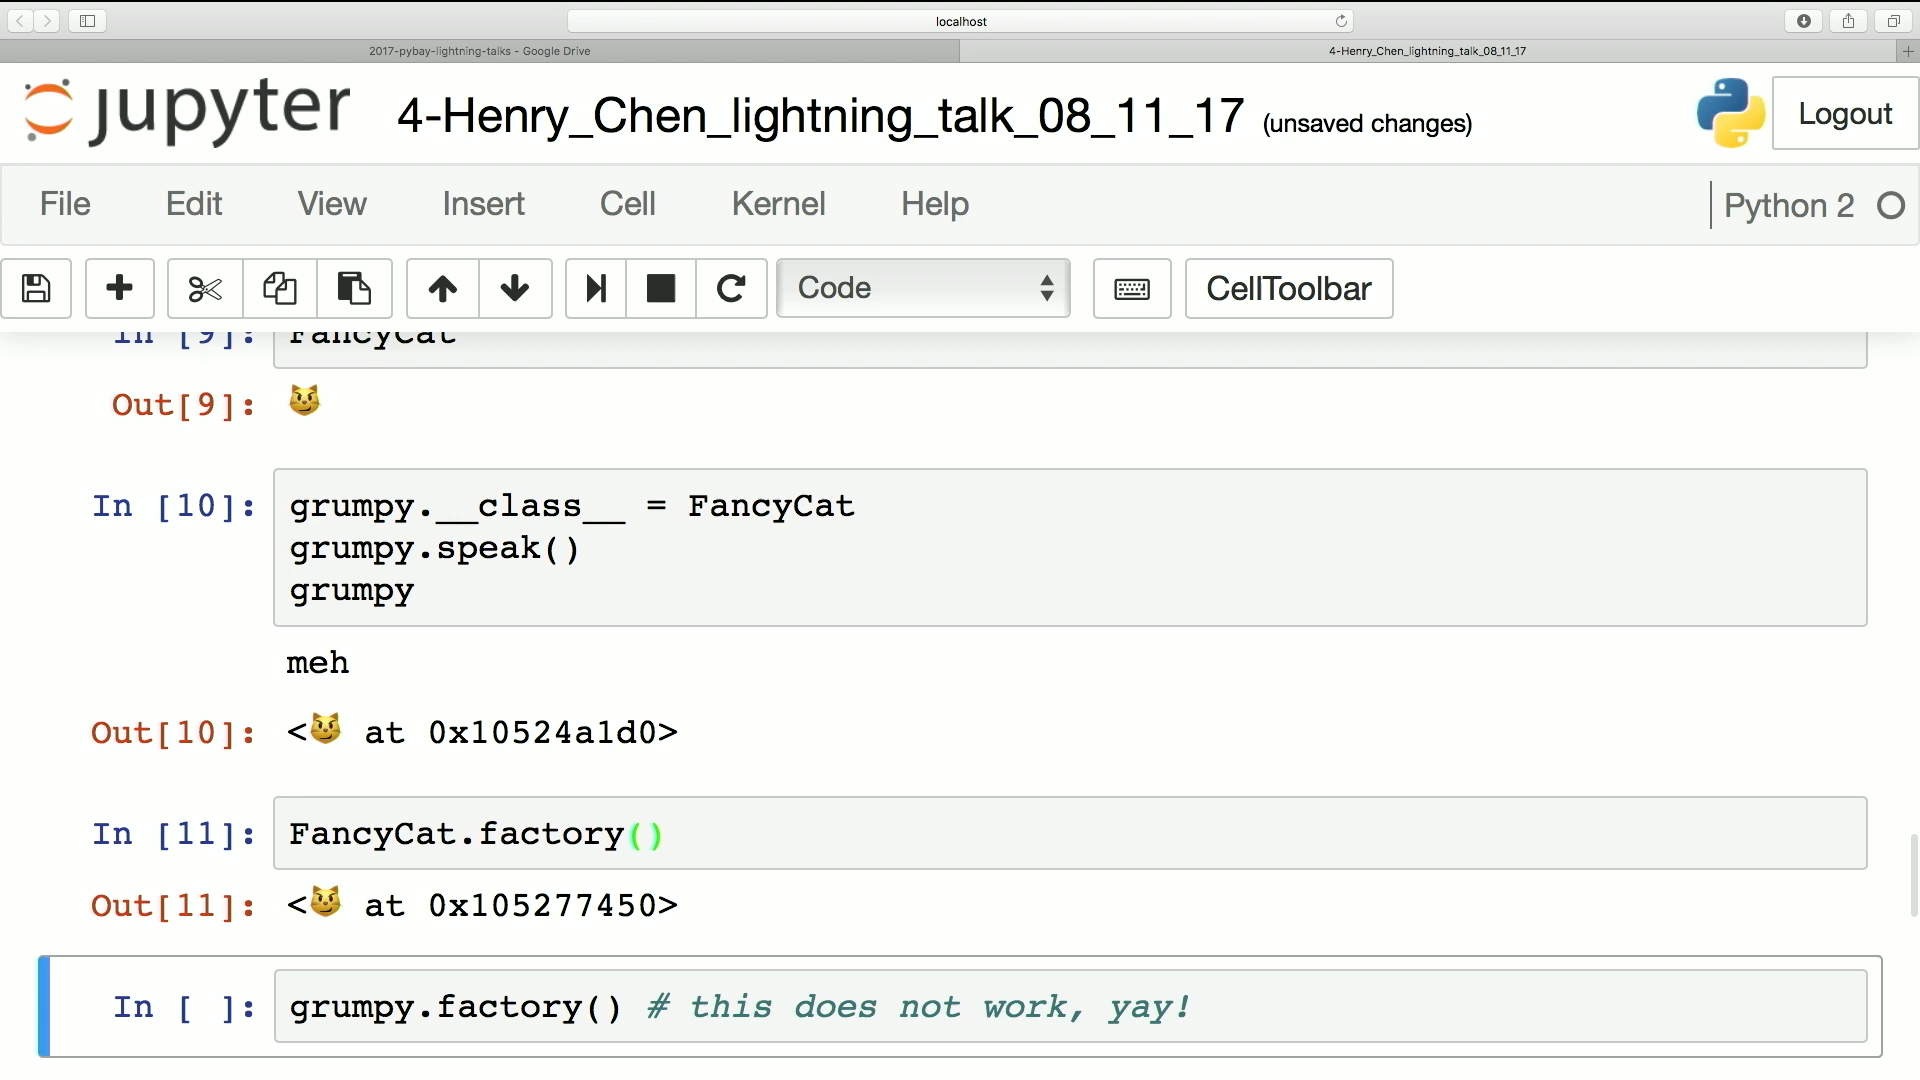 localhost
2017-pybay-lightning-talks - Google Drive
4-Henry_Chen_lightning_talk_08_11_17
jupyter 4-Henry_Chen_lightning_talk_08_11_17 (unsaved changes)
Logout
File Edit View Insert Cell Kernel Help
Python 2
Code
CellToolbar
In [9]: FancyCat
Out[9]: 😼
In [10]: grumpy.__class__ = FancyCat
grumpy.speak()
grumpy
meh
Out[10]: <😼 at 0x10524a1d0>
In [11]: FancyCat.factory()
Out[11]: <😼 at 0x105277450>
In [ ]: grumpy.factory() # this does not work, yay!